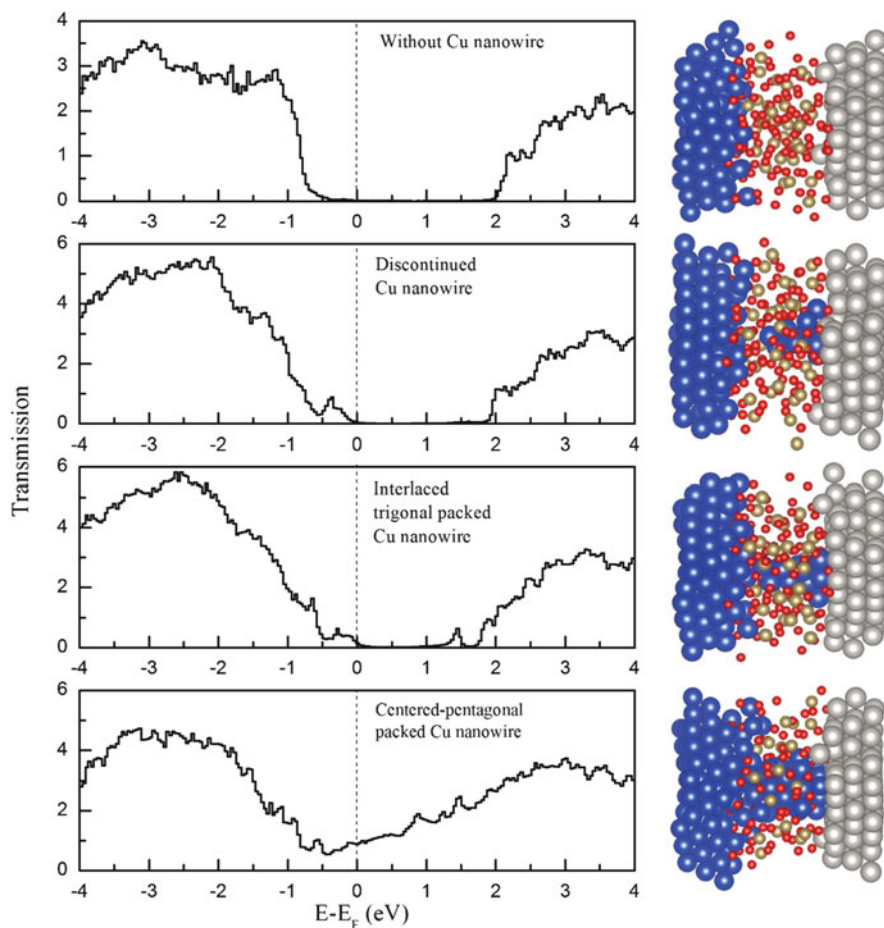 4
3
2
1
0
Without Cu nanowire
-4 -3 -2 -1 0 1 2 3 4
6
4
2
0
Discontinued
Cu nanowire
-4 -3 -2 -1 0 1 2 3 4
6
4
2
0
Interlaced
trigonal packed
Cu nanowire
-4 -3 -2 -1 0 1 2 3 4
6
4
2
0
Centered-pentagonal
packed Cu nanowire
-4 -3 -2 -1 0 1 2 3 4
Transmission
E-E_F (eV)